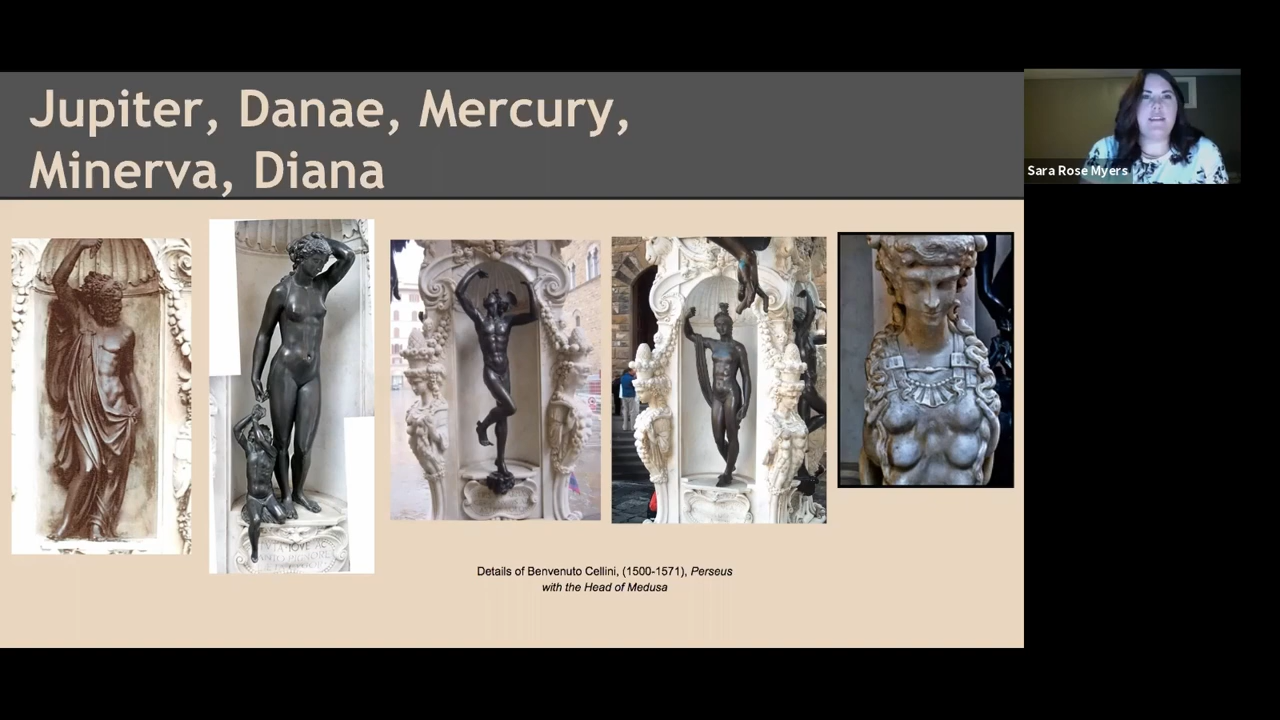 Jupiter, Danae, Mercury,
Minerva, Diana
Sara Rose Myers
Details of Benvenuto Cellini, (1500-1571), Perseus
with the Head of Medusa